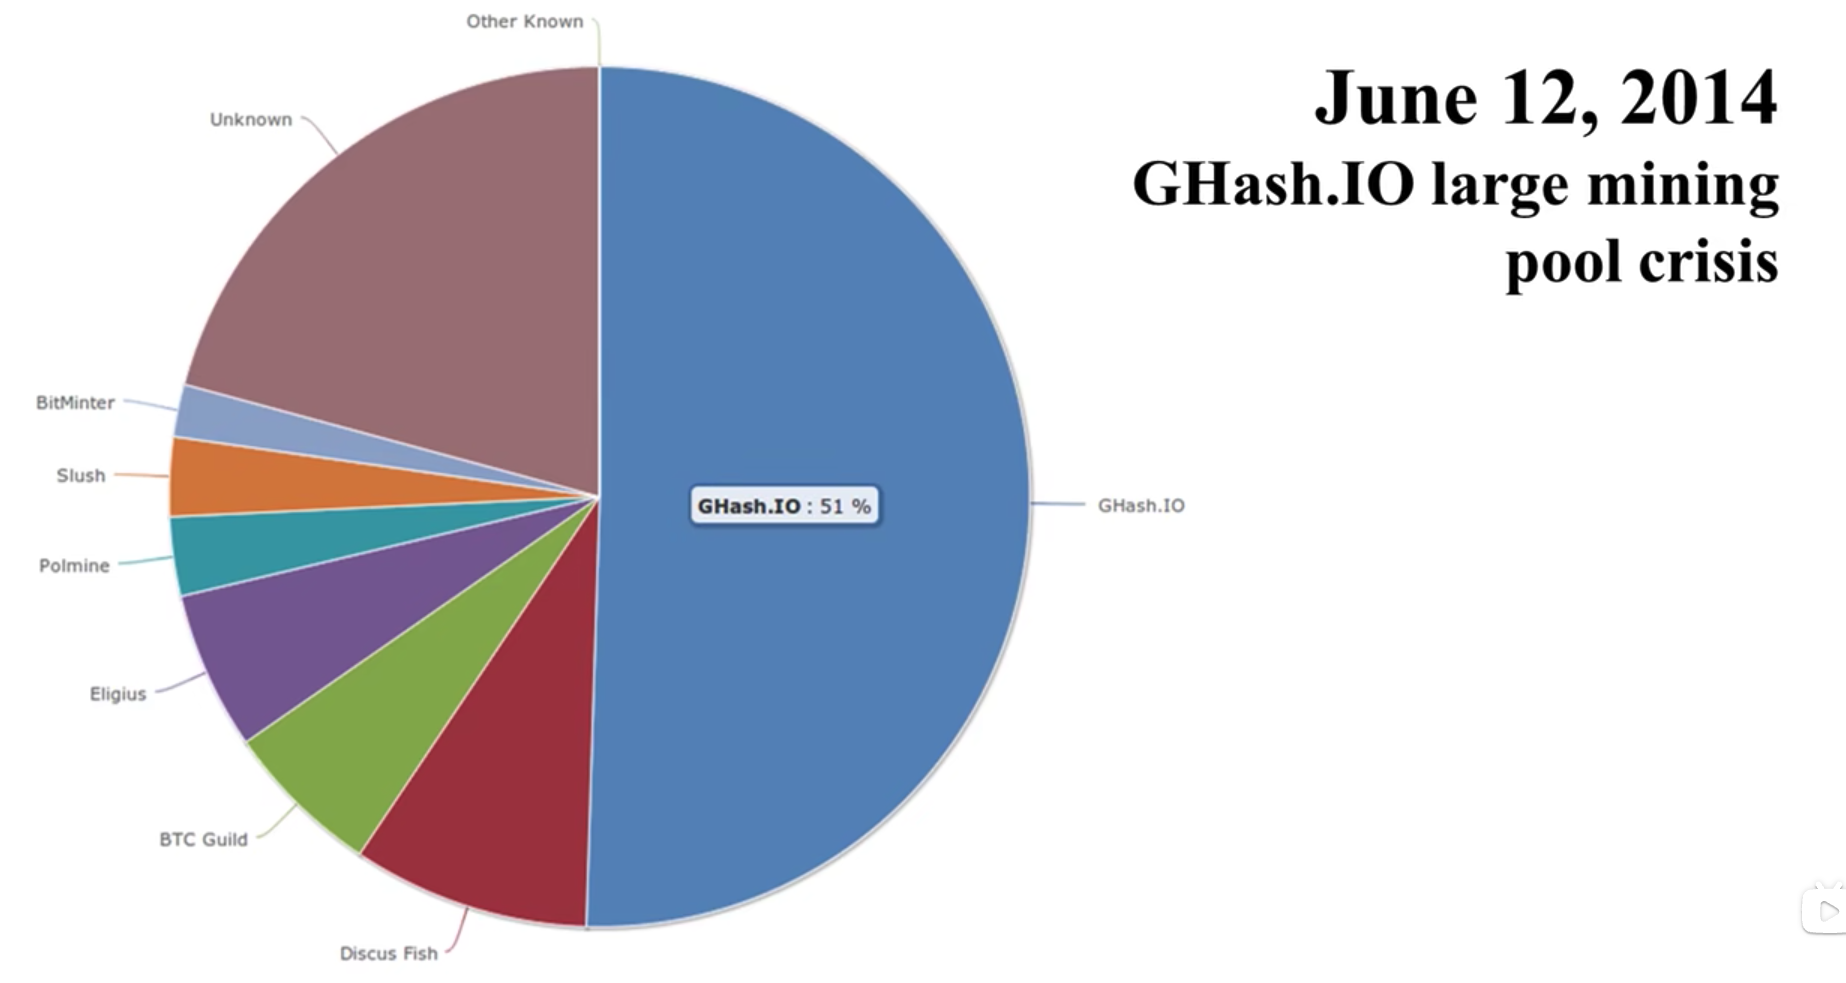 Other Known
June 12, 2014
GHash.IO large mining
pool crisis
Unknown
BitMinter
Slush
GHash.IO : 51 %
GHash.IO
Polmine
Eligius
BTC Guild
Discus Fish